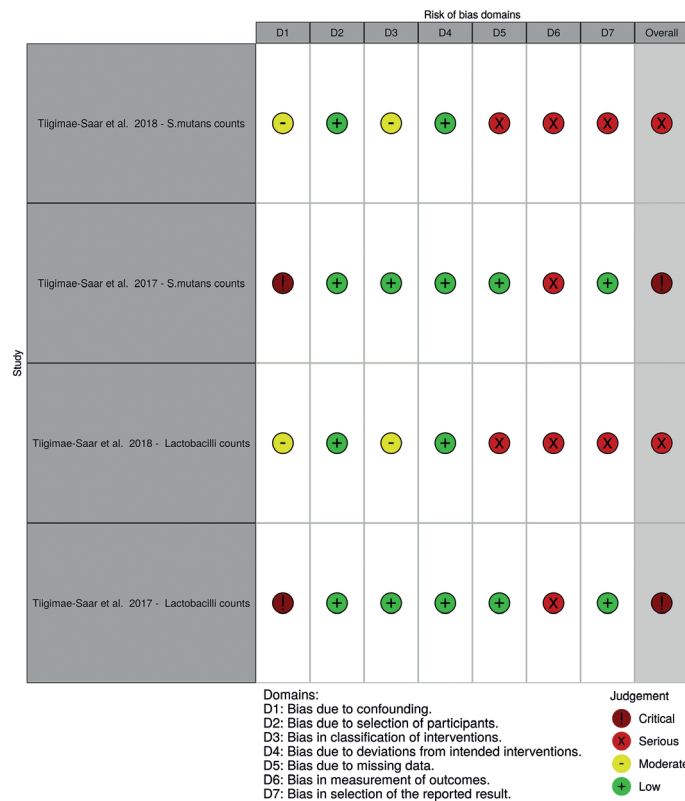 Risk of bias domains
D1 D2 D3 D4 D5 D6 D7 Overall
Study
Tiigimae-Saar et al. 2018 - S.mutans counts
- + - + X X X X
Tiigimae-Saar et al. 2017 - S.mutans counts
! + + + + X + !
Tiigimae-Saar et al. 2018 - Lactobacilli counts
- + - + X X X X
Tiigimae-Saar et al. 2017 - Lactobacilli counts
! + + + + X + !
Domains:
D1: Bias due to confounding.
D2: Bias due to selection of participants.
D3: Bias in classification of interventions.
D4: Bias due to deviations from intended interventions.
D5: Bias due to missing data.
D6: Bias in measurement of outcomes.
D7: Bias in selection of the reported result.
Judgement
! Critical
X Serious
- Moderate
+ Low